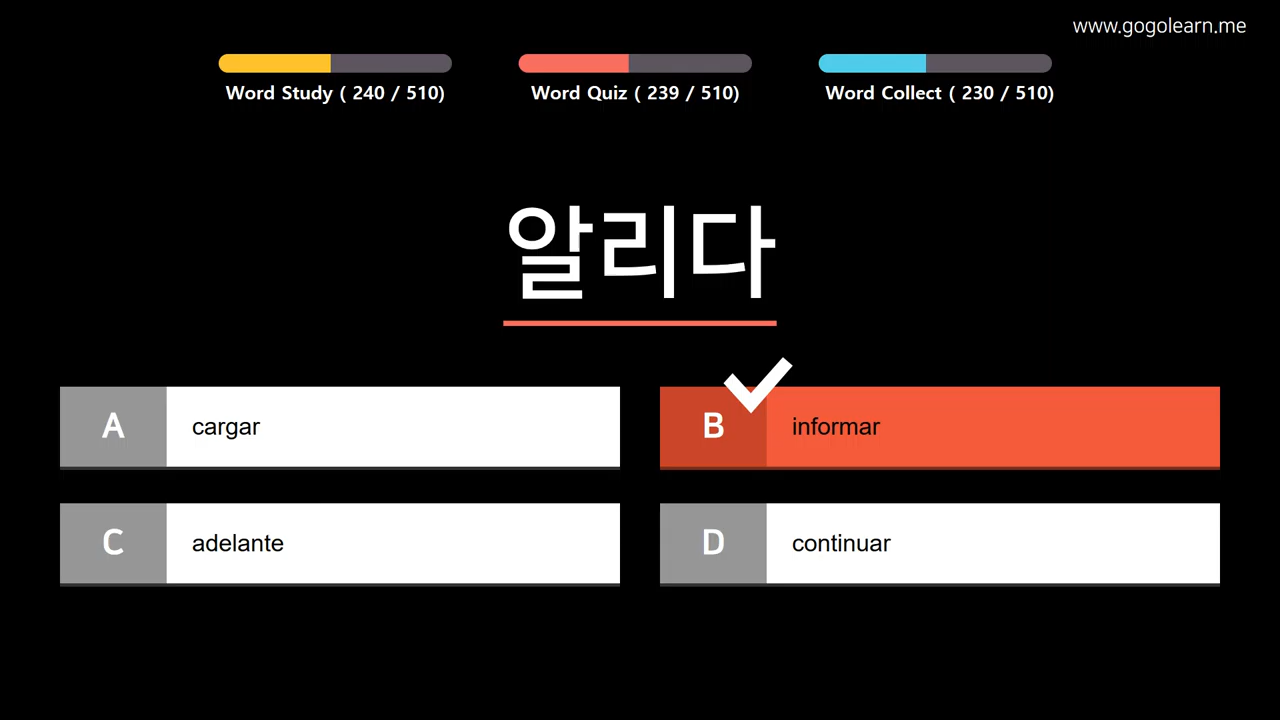 www.gogolearn.me
Word Study ( 240 / 510)
Word Quiz ( 239 / 510)
Word Collect ( 230 / 510)
알리다
A cargar
B informar
C adelante
D continuar